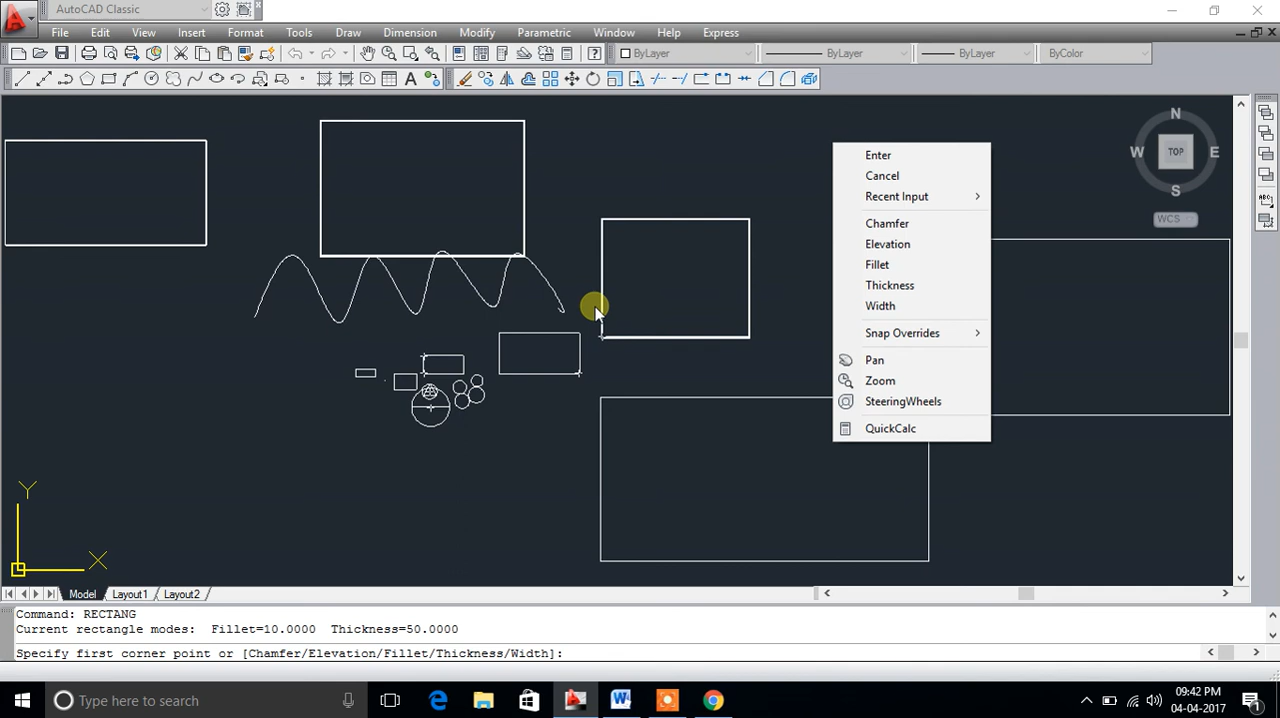 AutoCAD Classic
File Edit View Insert Format Tools Draw Dimension Modify Parametric Window Help Express
ByLayer ByLayer ByLayer ByColor
N
W TOP E
S
WCS
Enter
Cancel
Recent Input
Chamfer
Elevation
Fillet
Thickness
Width
Snap Overrides
Pan
Zoom
SteeringWheels
QuickCalc
Y
X
Model Layout1 Layout2
Command: RECTANG
Current rectangle modes: Fillet=10.0000 Thickness=50.0000
Specify first corner point or [Chamfer/Elevation/Fillet/Thickness/Width]:
Type here to search
09:42 PM
04-04-2017